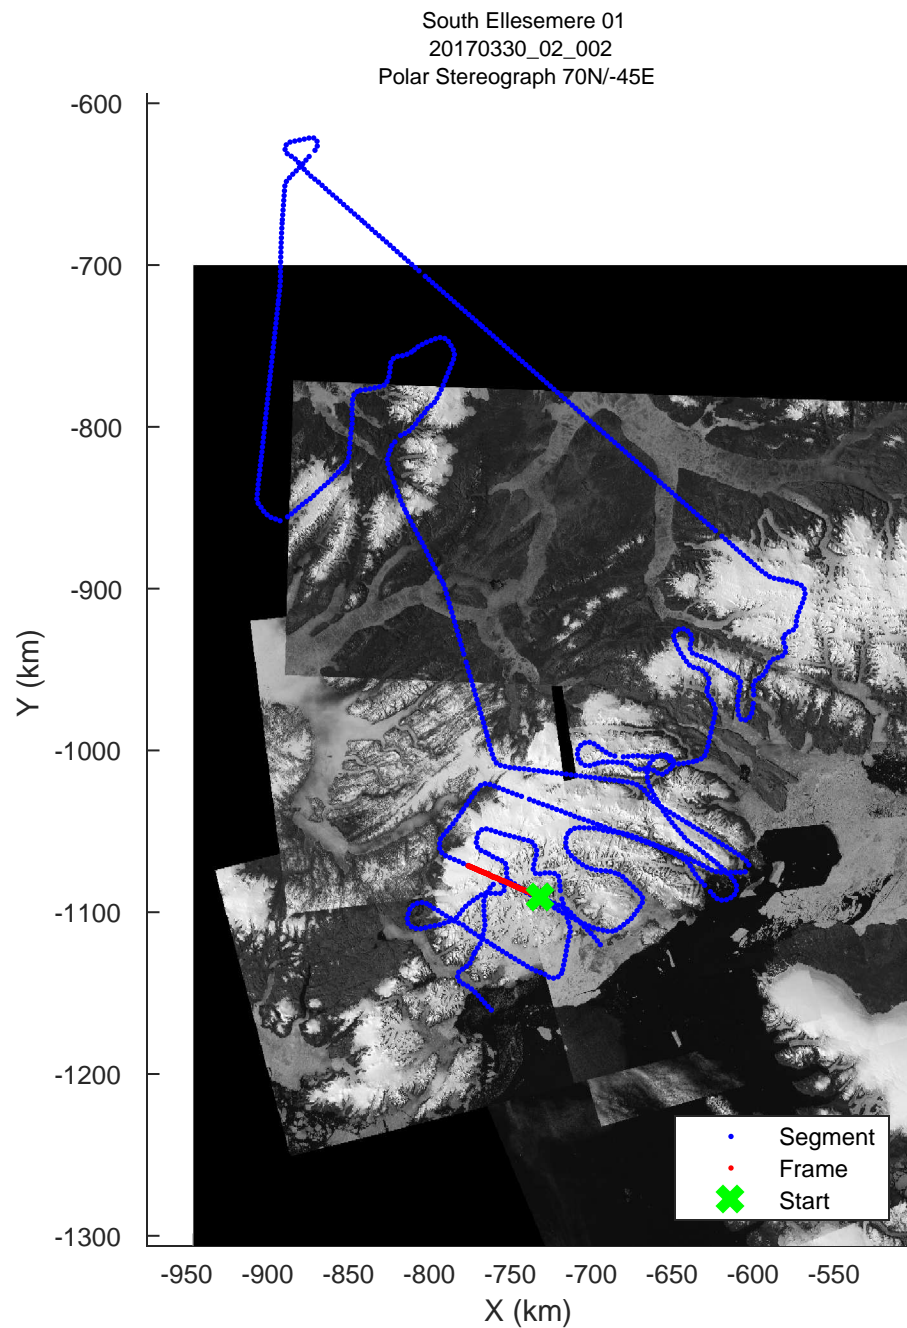 South Ellesemere 01
20170330_02_002
Polar Stereograph 70N/-45E
-600
-700
-800
-900
-1000
-1100
-1200
-1300
Y (km)
Segment
Frame
Start
-950 -900 -850 -800 -750 -700 -650 -600 -550
X (km)